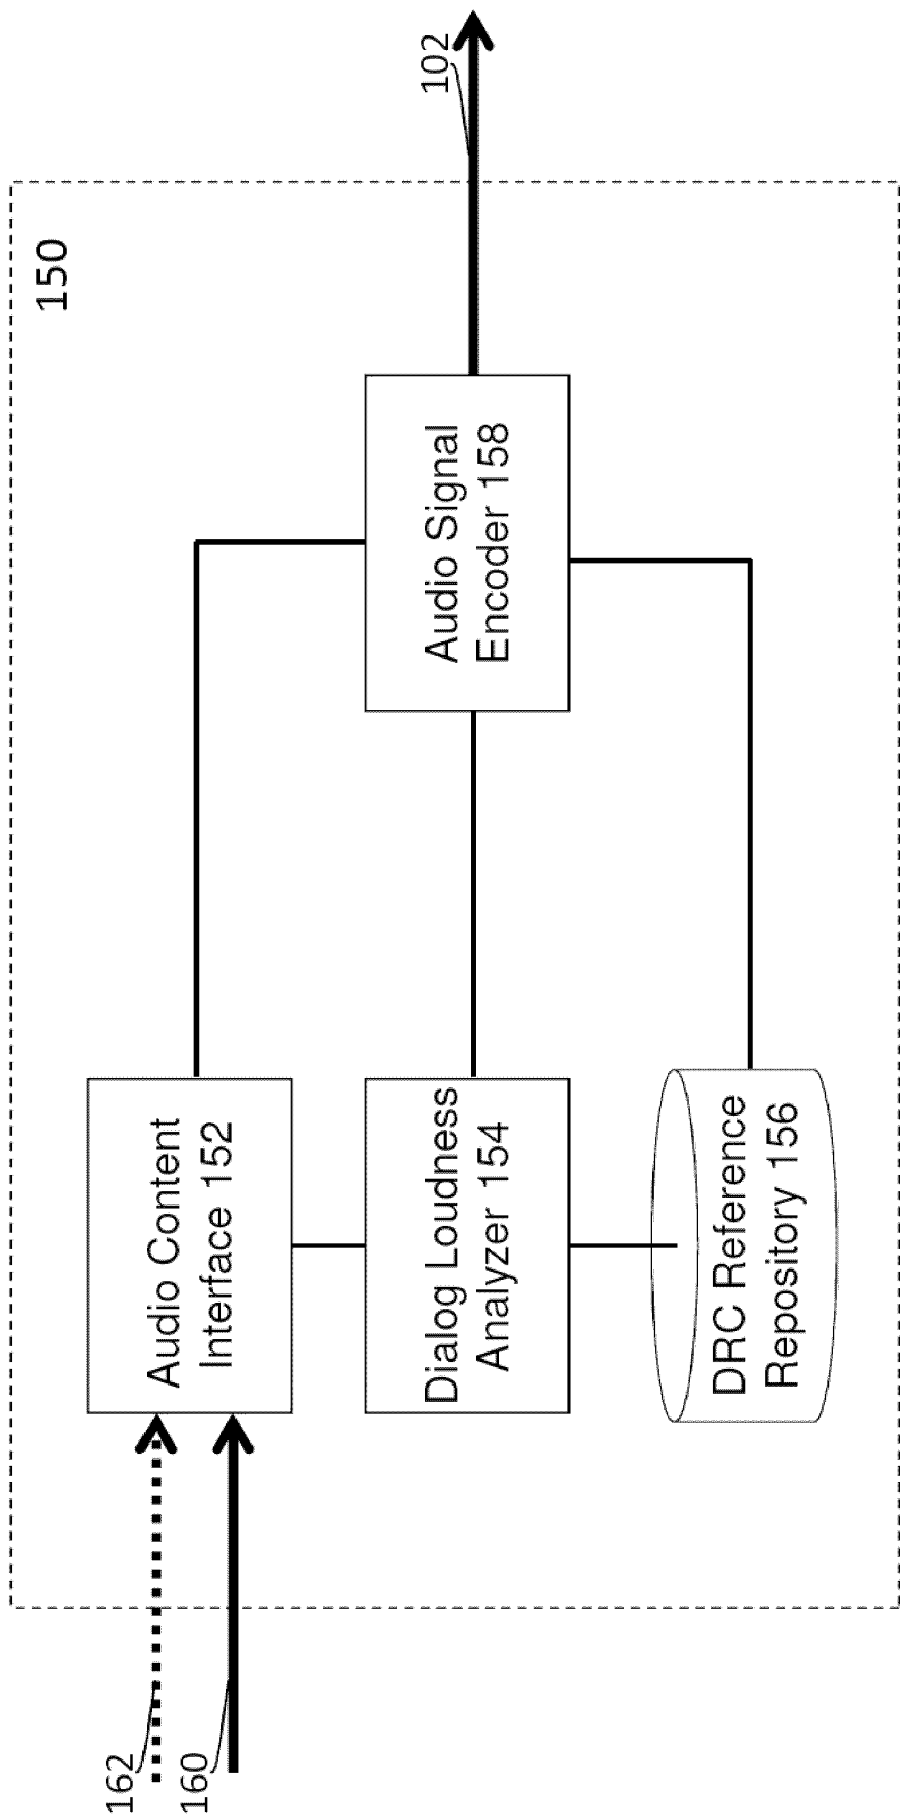 150
162
160
Audio Content
Interface 152
Dialog Loudness
Analyzer 154
DRC Reference
Repository 156
Audio Signal
Encoder 158
102